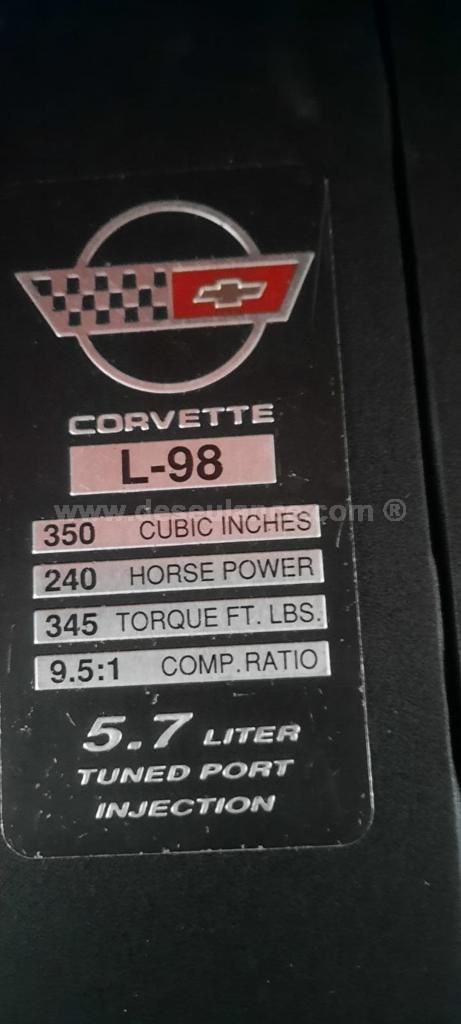 CORVETTE
L-98
350 CUBIC INCHES
240 HORSE POWER
345 TORQUE FT. LBS.
9.5:1 COMP.RATIO
5.7 LITER
TUNED PORT
INJECTION